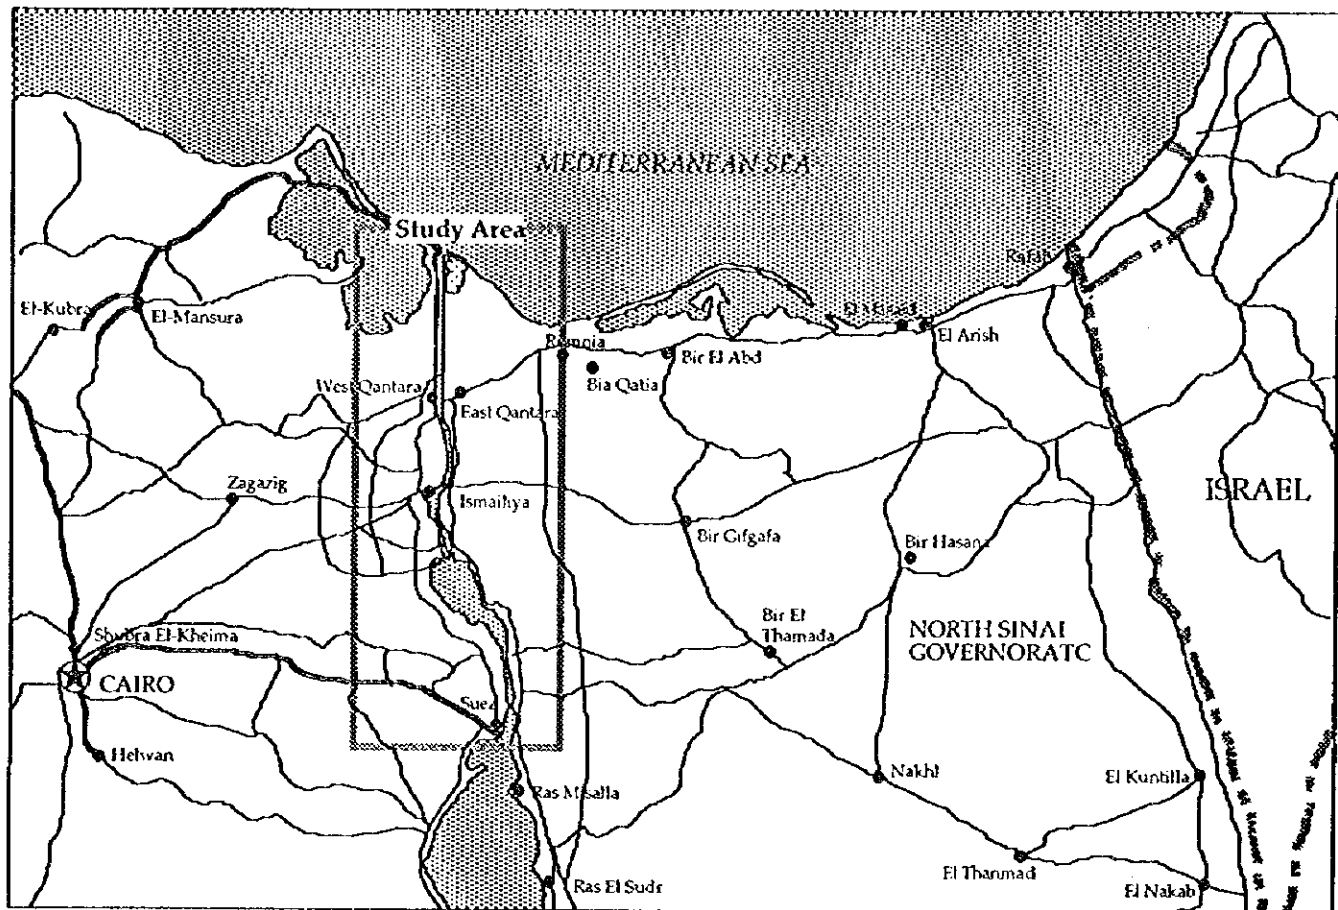 MEDITERRANEAN SEA
Study Area
Rafah
El-Kubra
El-Mansura
El Arish
Bir El Abd
Bia Qatia
West Qantara
East Qantara
Zagazig
Ismailiya
ISRAEL
Bir Gifgafa
Bir Hasana
Bir El
Thamada
NORTH SINAI
GOVERNORATC
Shubra El-Kheima
CAIRO
Suez
Helwan
Nakhl
El Kuntilla
Ras Misalla
El Thanmad
El Nakab
Ras El Sudr